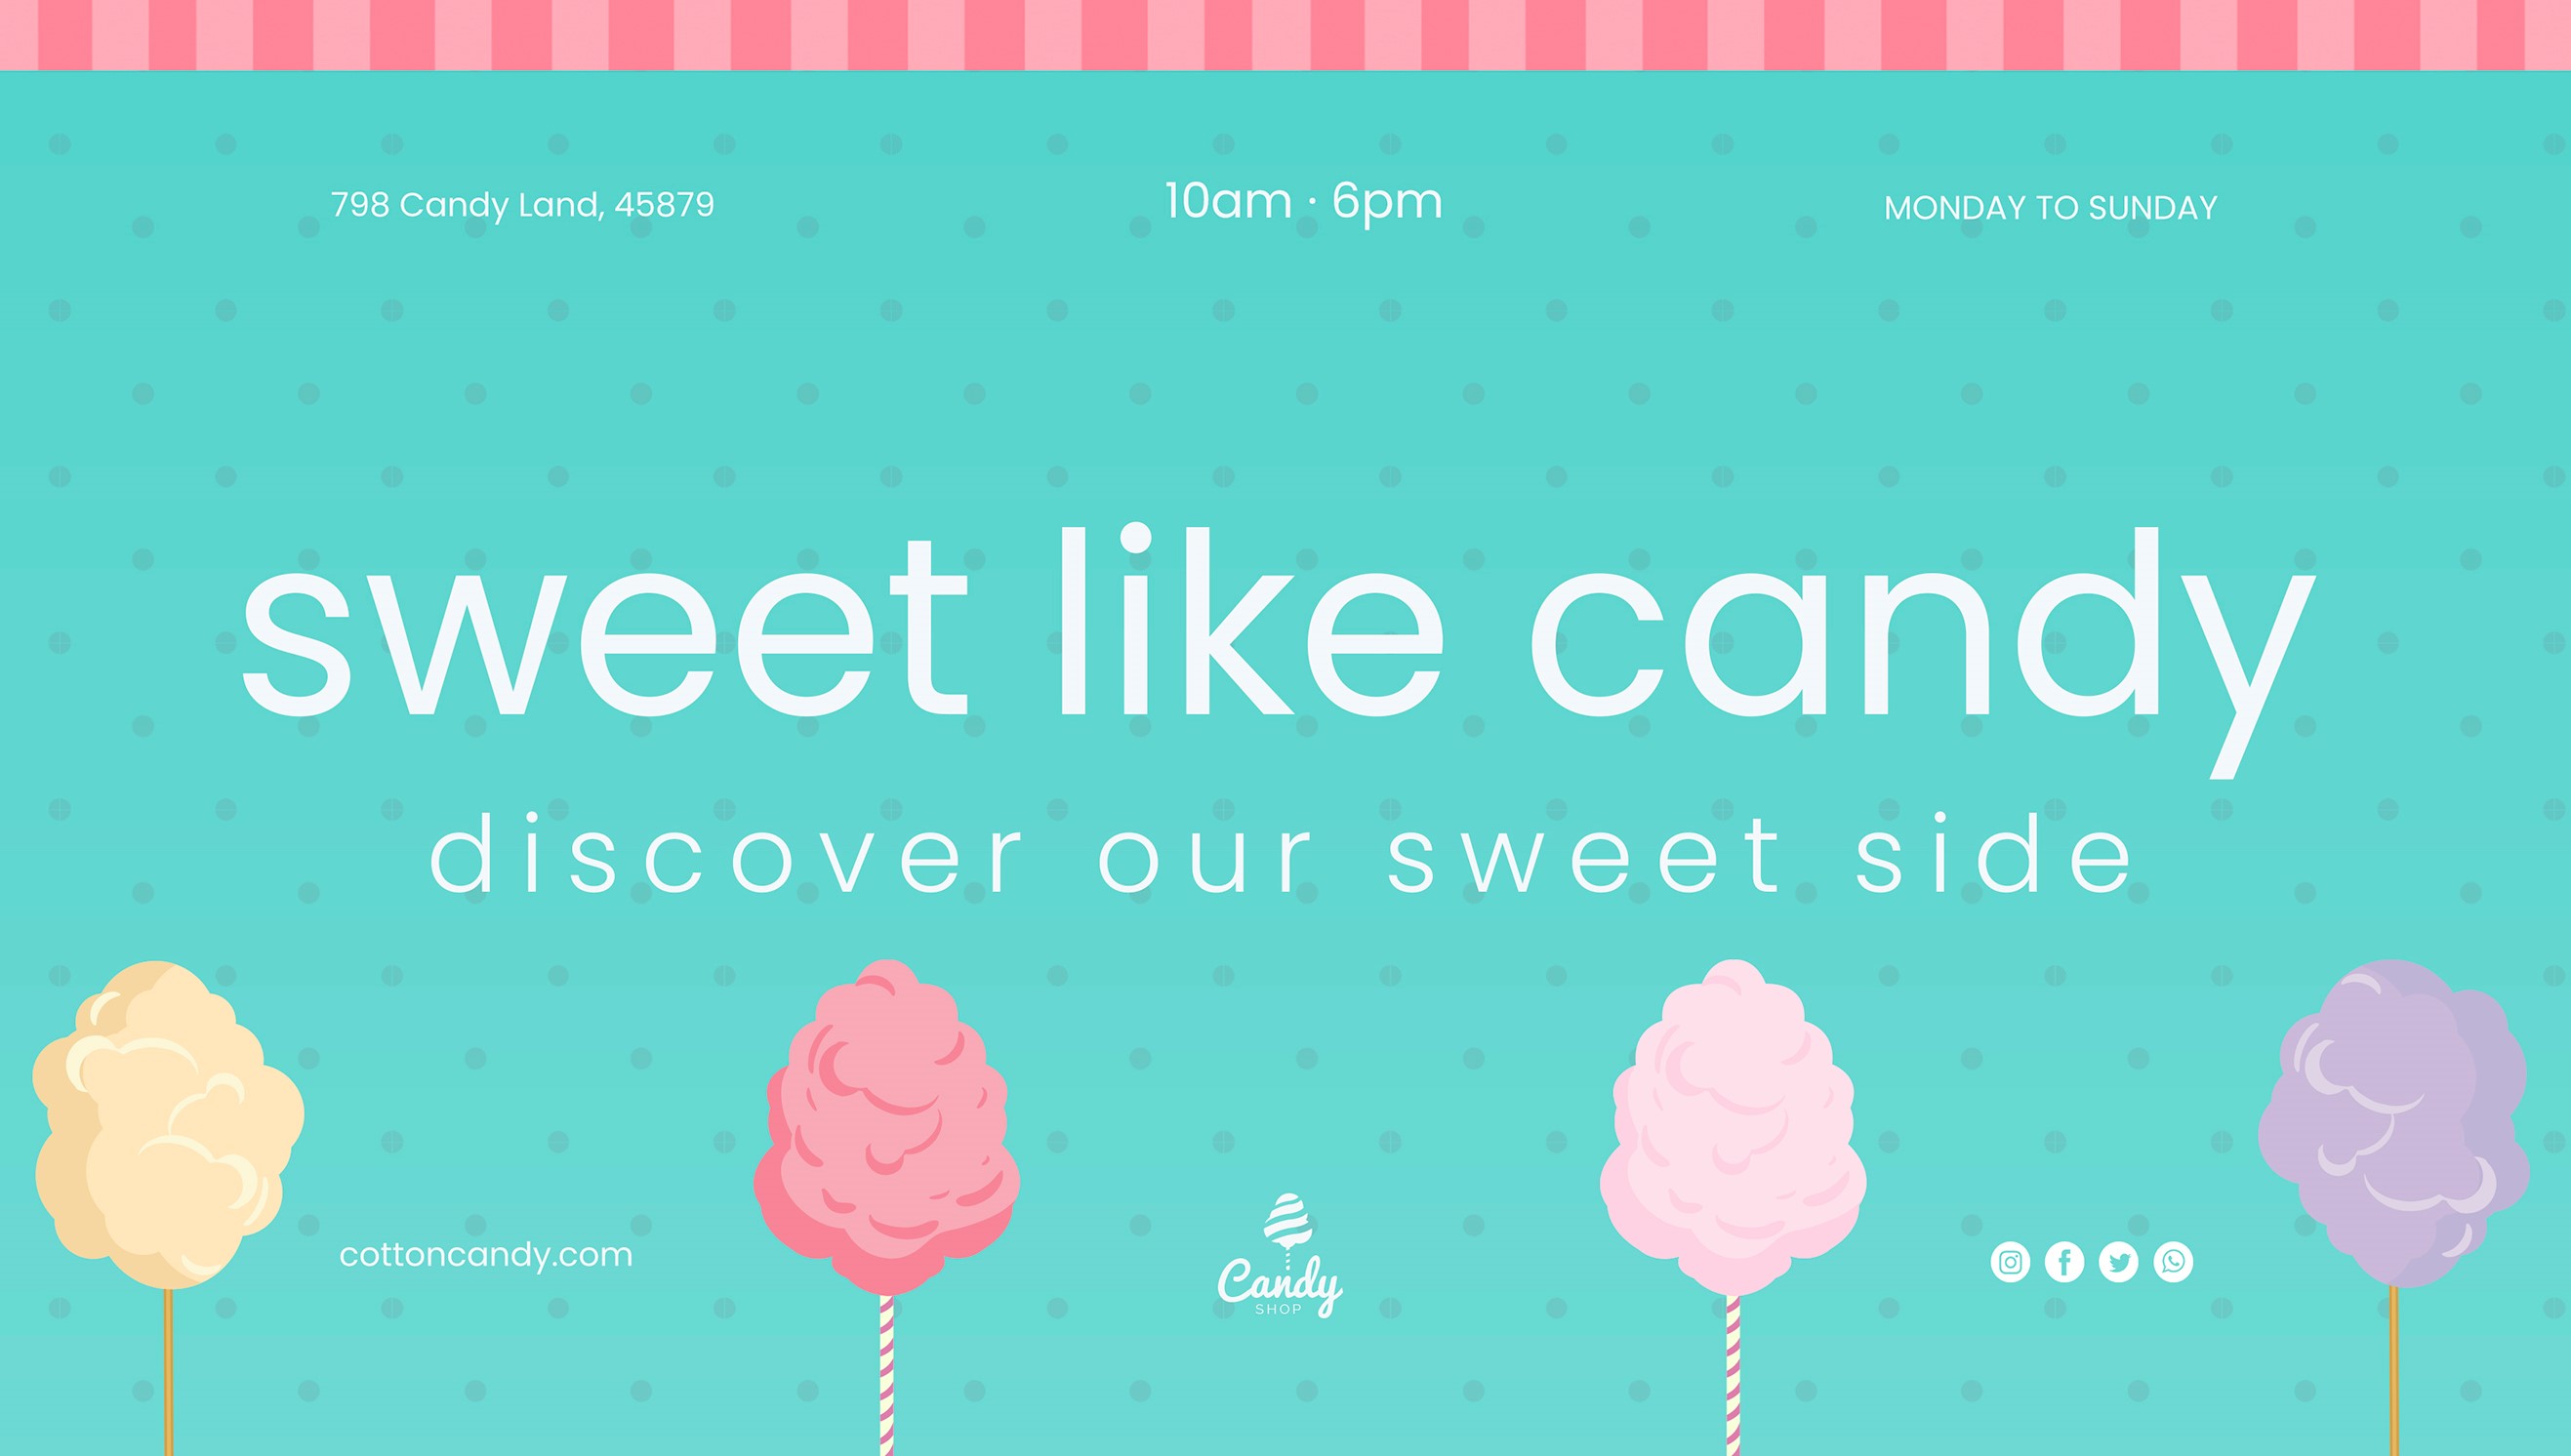 798 Candy Land, 45879
10am · 6pm
MONDAY TO SUNDAY
sweet like candy
discover our sweet side
cottoncandy.com
Candy
SHOP